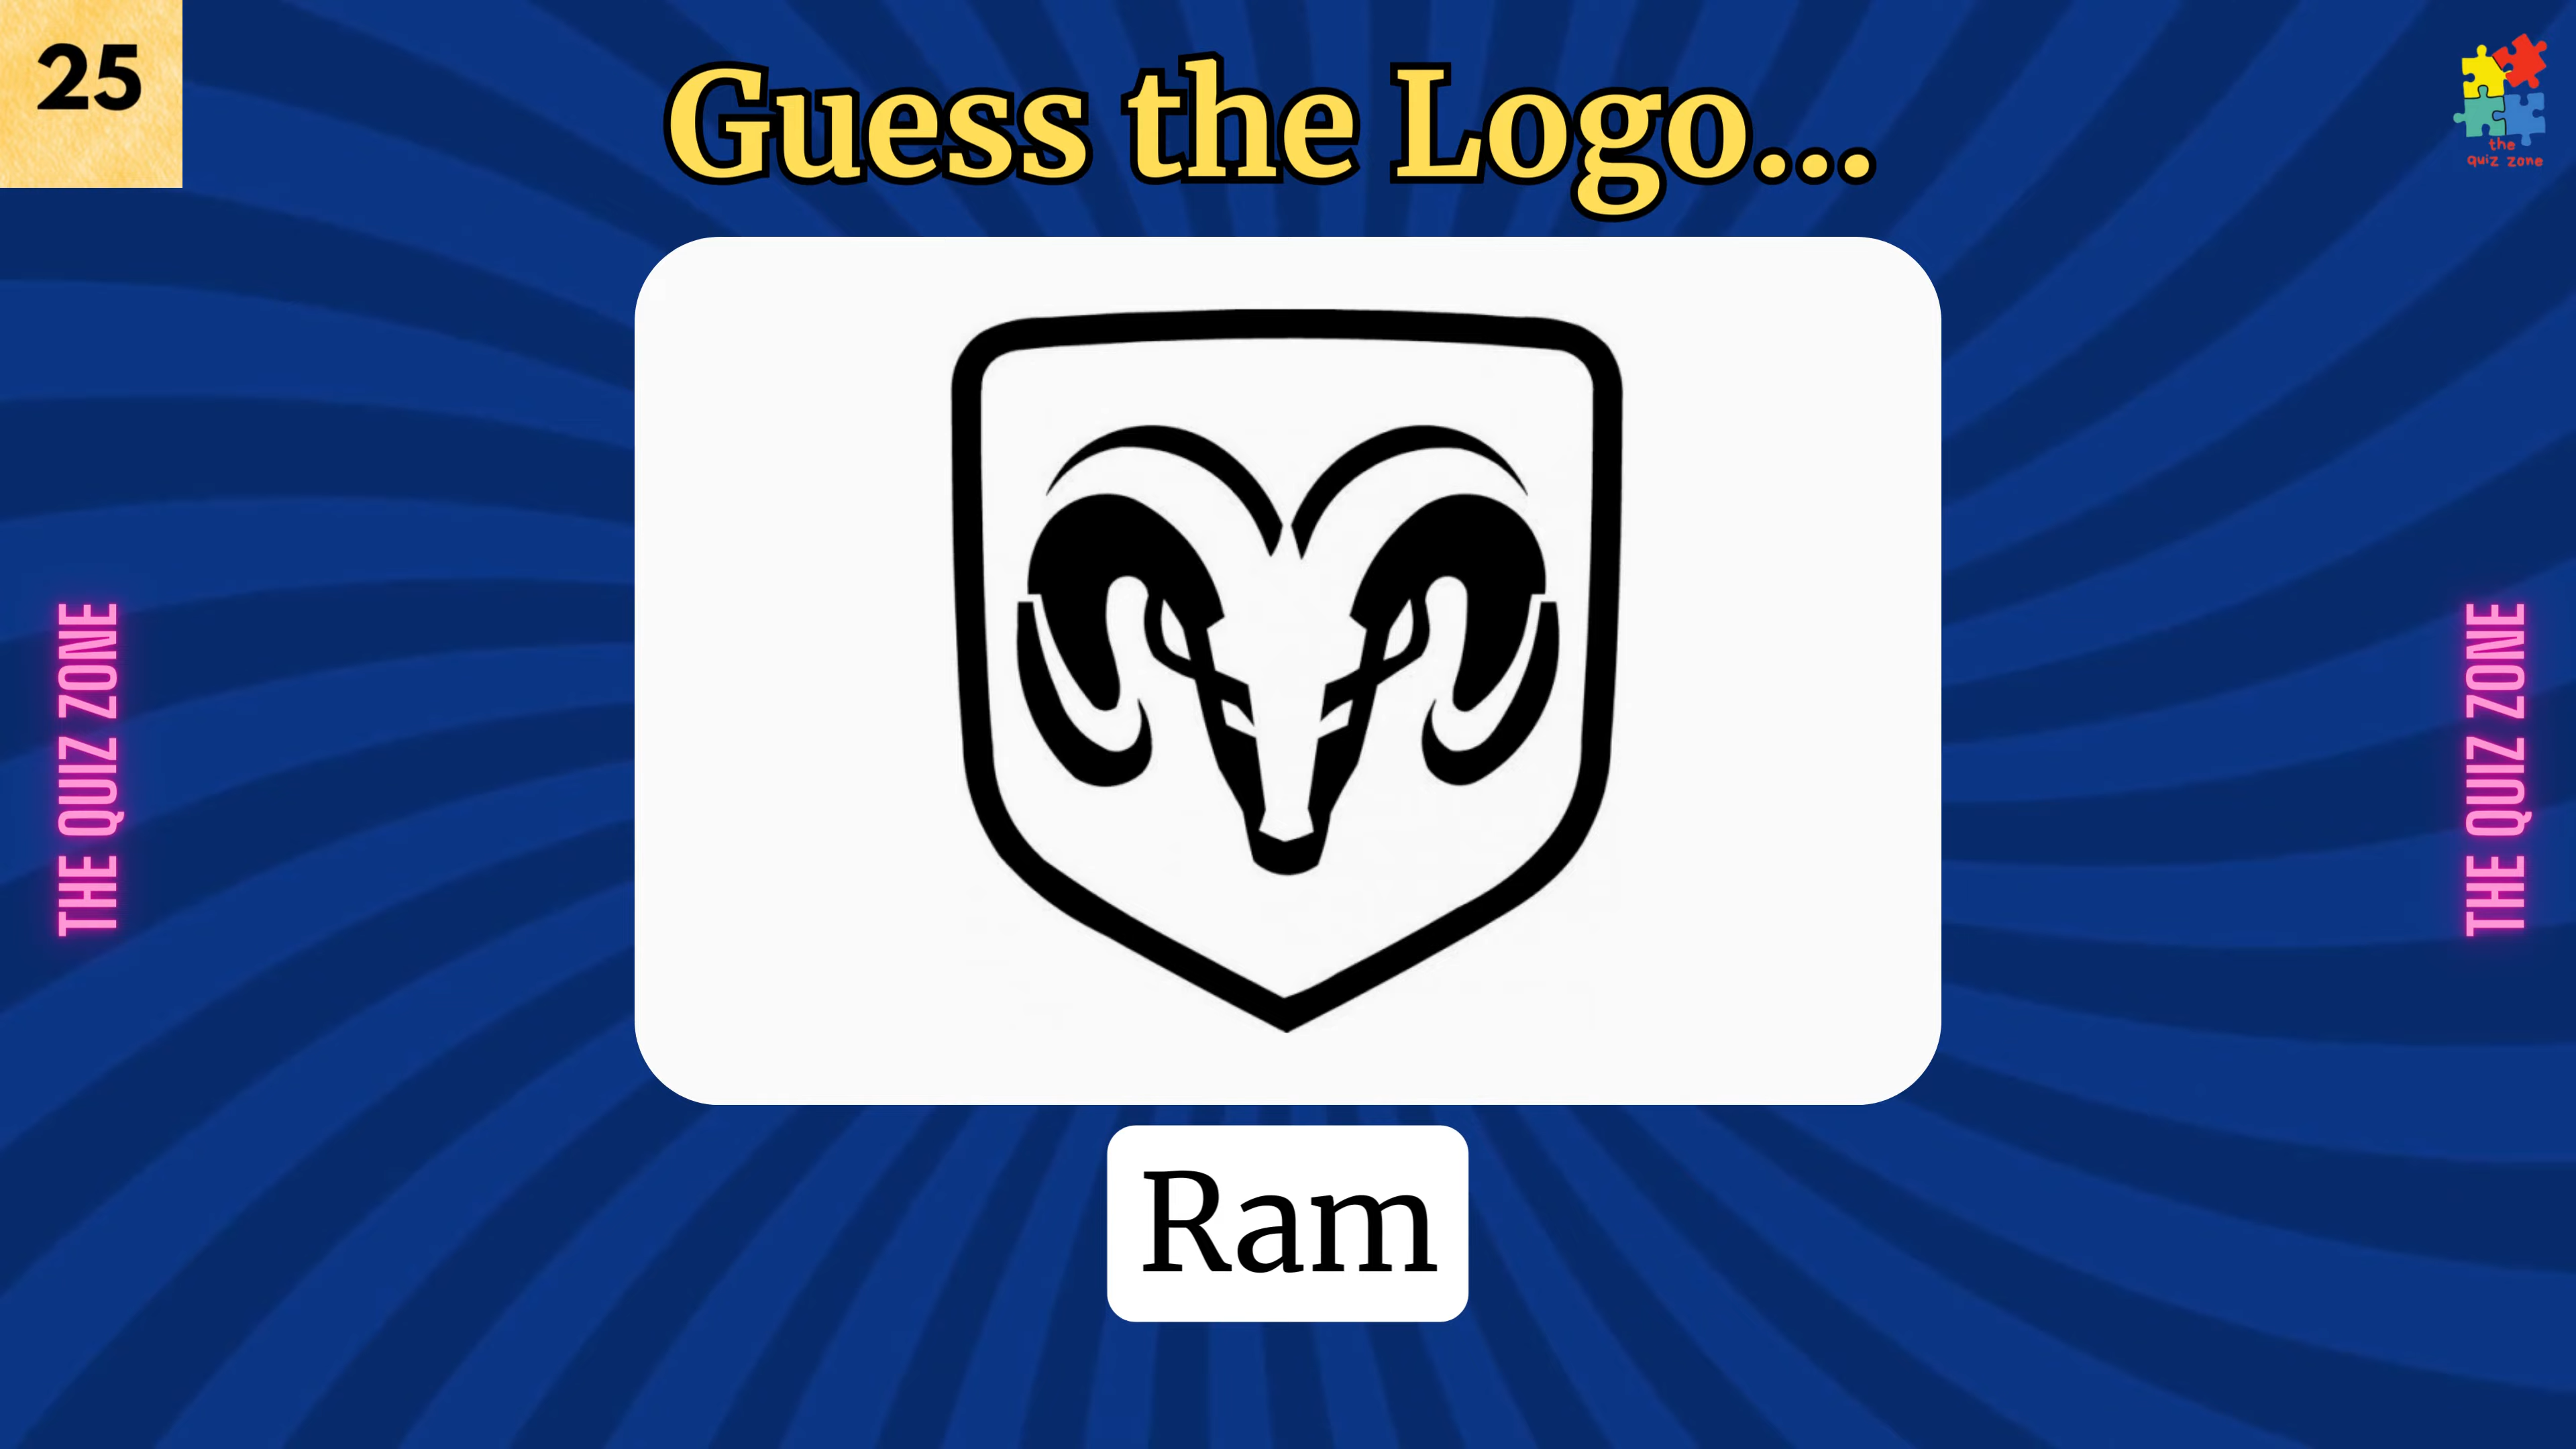 25
Guess the Logo...
the
quiz zone
THE QUIZ ZONE
THE QUIZ ZONE
Ram